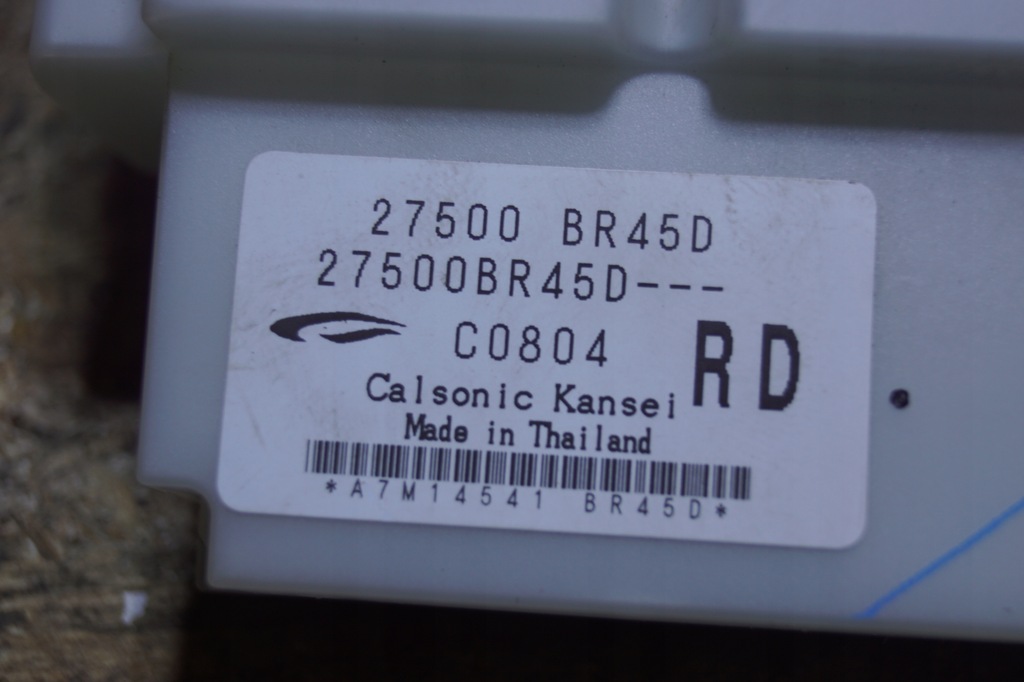 27500 BR45D
27500BR45D---
C0804
RD
Calsonic Kansei
Made in Thailand
*A7M14541 BR45D*